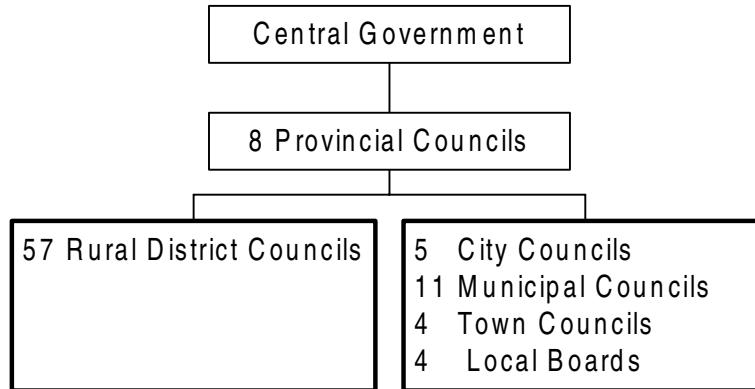 Central Government
8 Provincial Councils
57 Rural District Councils
5 City Councils
11 Municipal Councils
4 Town Councils
4 Local Boards